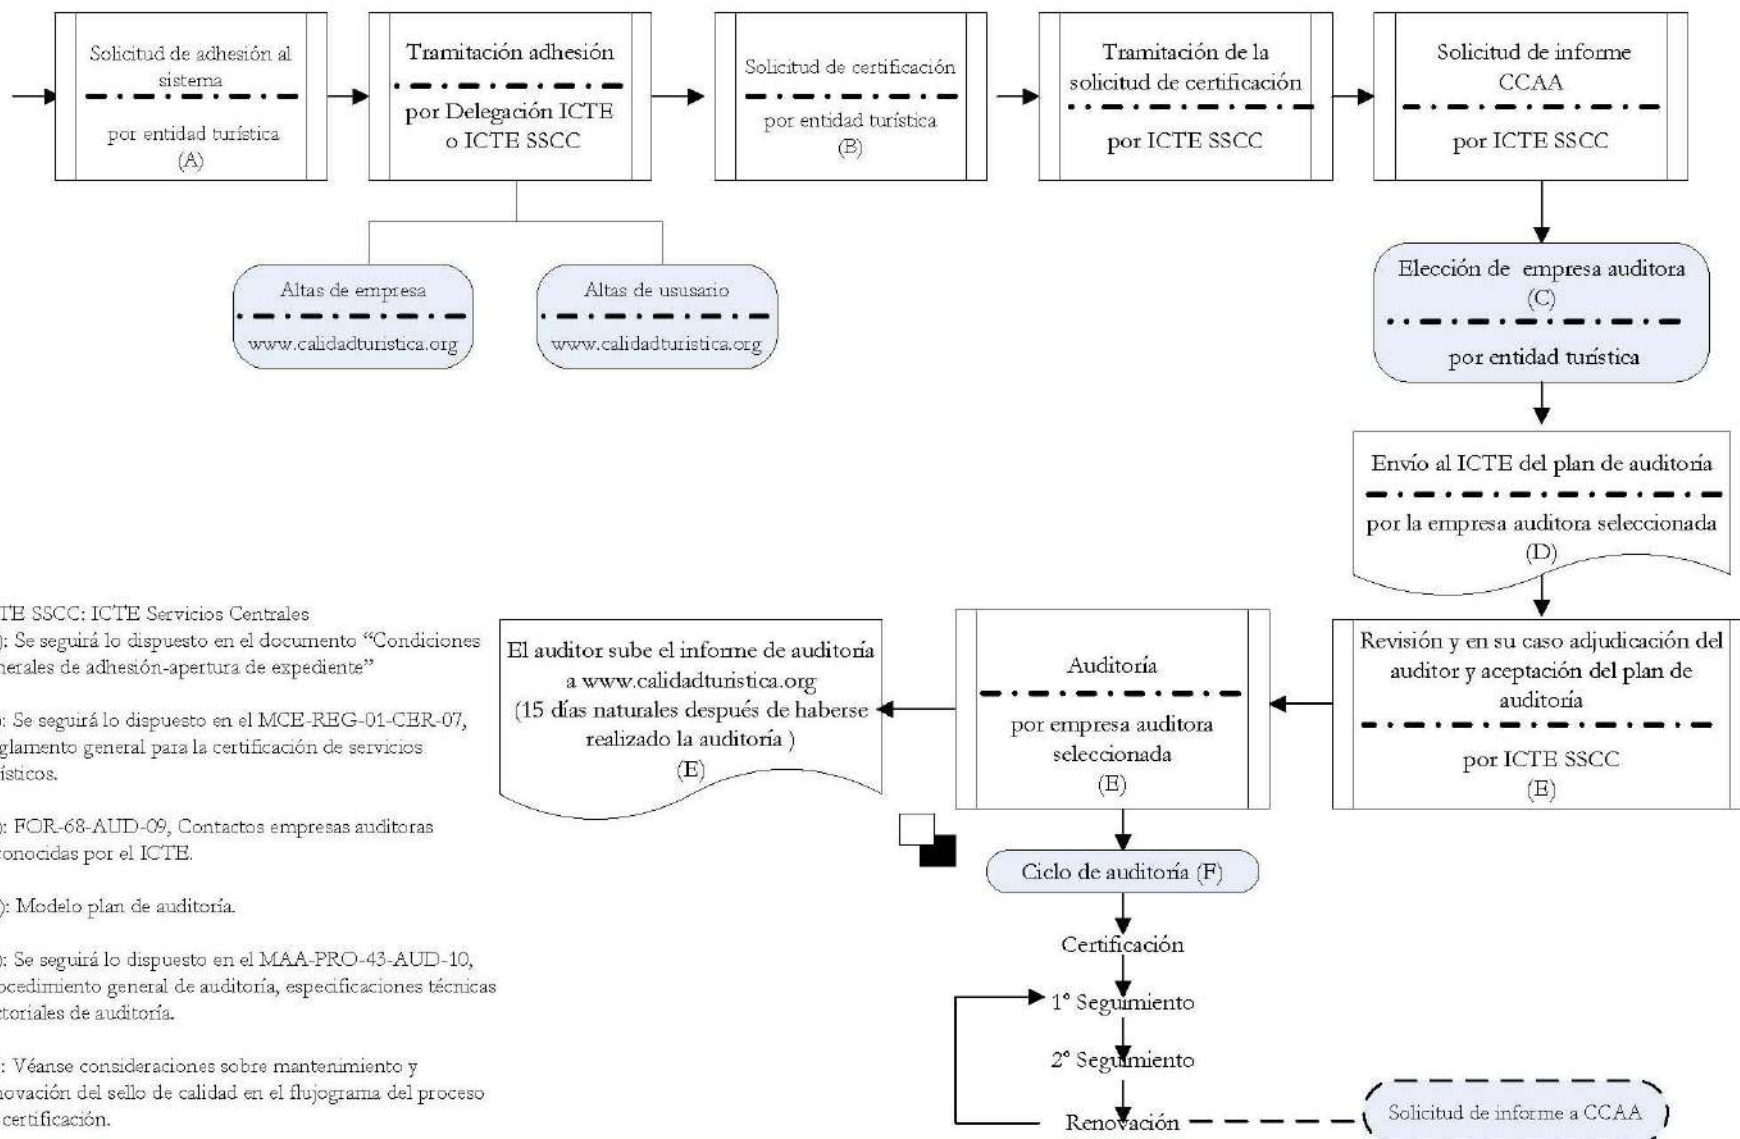 Solicitud de adhesión al
sistema
por entidad turística
(A)
Tramitación adhesión
por Delegación ICTE
o ICTE SSCC
Solicitud de certificación
por entidad turística
(B)
Tramitación de la
solicitud de certificación
por ICTE SSCC
Solicitud de informe
CCAA
por ICTE SSCC
Altas de empresa
www.calidadturistica.org
Altas de ususario
www.calidadturistica.org
Elección de empresa auditora
(C)
por entidad turística
Envío al ICTE del plan de auditoría
por la empresa auditora seleccionada
(D)
Revisión y en su caso adjudicación del
auditor y aceptación del plan de
auditoría
por ICTE SSCC
(E)
Auditoría
por empresa auditora
seleccionada
(E)
El auditor sube el informe de auditoría
a www.calidadturistica.org
(15 días naturales después de haberse
realizado la auditoría )
(E)
Ciclo de auditoría (F)
Certificación
1º Seguimiento
2º Seguimiento
Renovación
Solicitud de informe a CCAA
TE SSCC: ICTE Servicios Centrales
): Se seguirá lo dispuesto en el documento “Condiciones
nerales de adhesión-apertura de expediente”
): Se seguirá lo dispuesto en el MCE-REG-01-CER-07,
glamento general para la certificación de servicios
ísticos.
): FOR-68-AUD-09, Contactos empresas auditoras
onocidas por el ICTE.
): Modelo plan de auditoría.
): Se seguirá lo dispuesto en el MAA-PRO-43-AUD-10,
ocedimiento general de auditoría, especificaciones técnicas
toriales de auditoría.
: Véanse consideraciones sobre mantenimiento y
novación del sello de calidad en el flujograma del proceso
certificación.